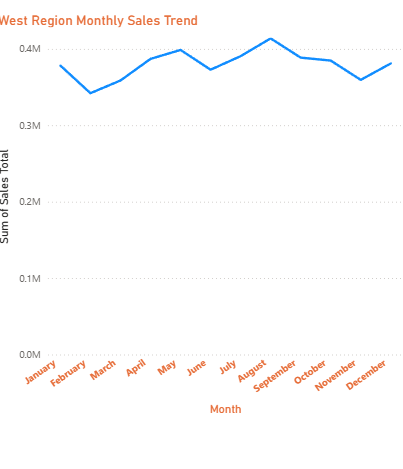 West Region Monthly Sales Trend
0.4M
0.3M
0.2M
0.1M
0.0M
Sum of Sales Total
January
February
March
April
May
June
July
August
September
October
November
December
Month